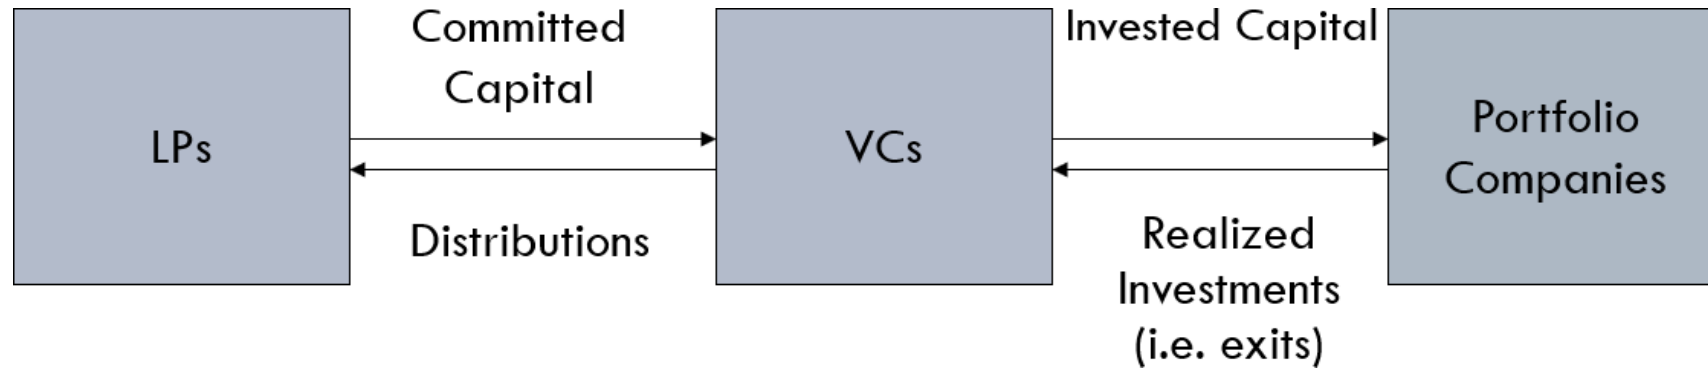 LPs
Committed
Capital
Distributions
VCs
Invested Capital
Realized
Investments
(i.e. exits)
Portfolio
Companies